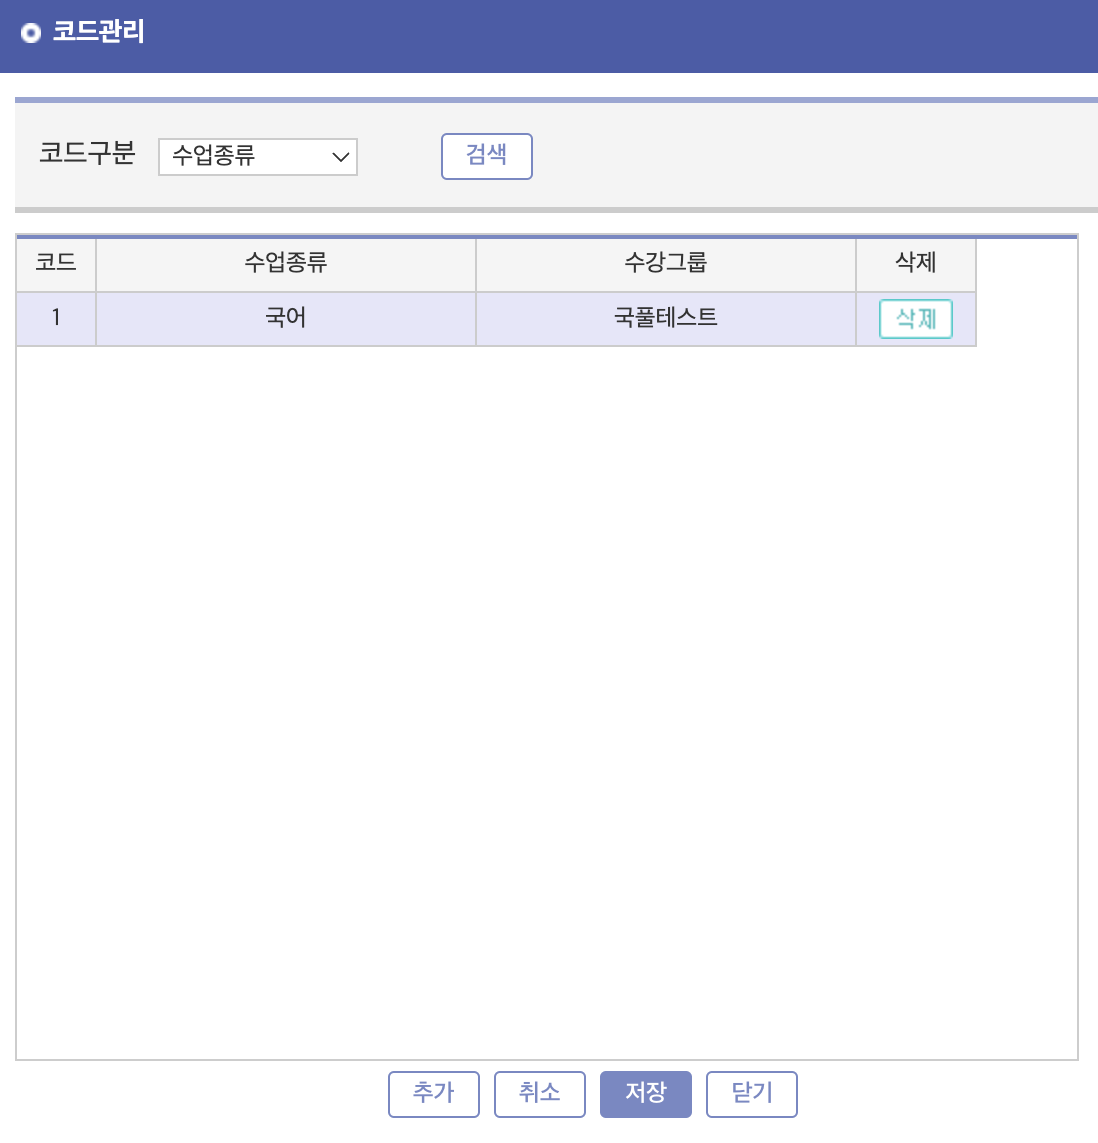 코드관리
코드구분 수업종류 검색
코드 수업종류 수강그룹 삭제
1 국어 국풀테스트 삭제
추가 취소 저장 닫기